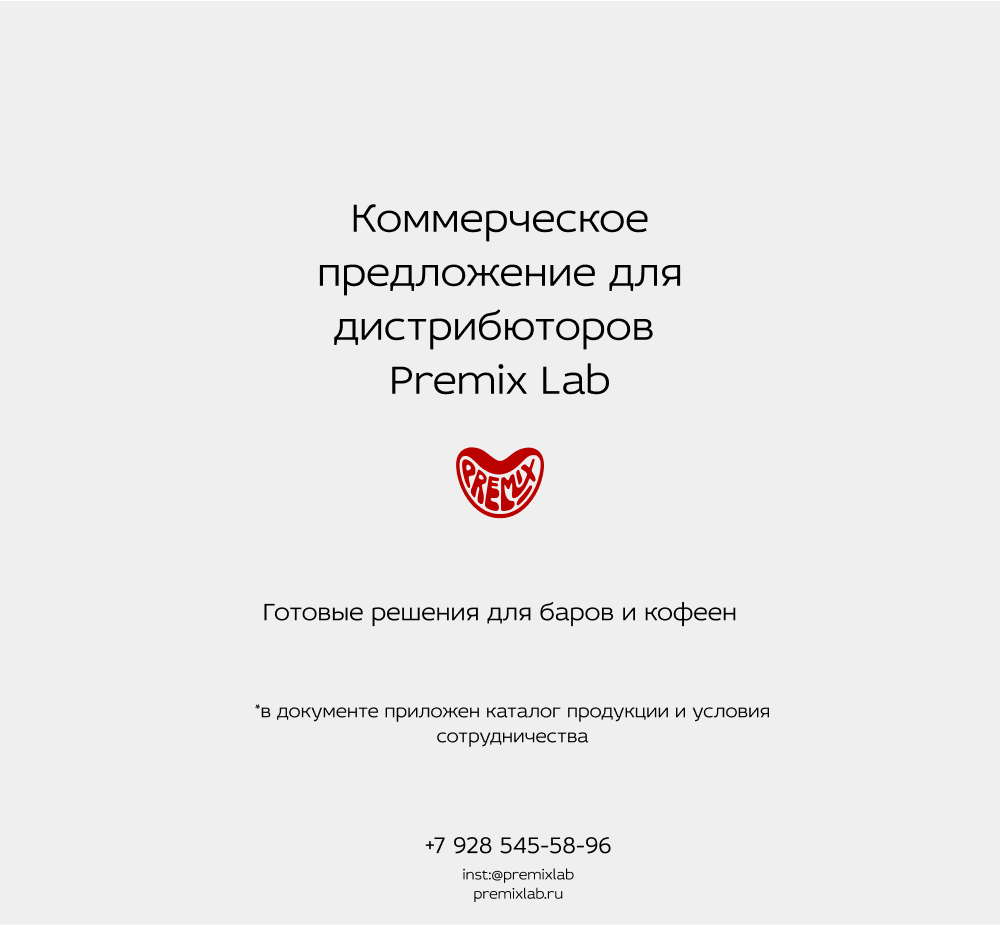 Коммерческое
предложение для
дистрибюторов
Premix Lab
PREMIX
Готовые решения для баров и кофеен
*в документе приложен каталог продукции и условия
сотрудничества
+7 928 545-58-96
inst:@premixlab
premixlab.ru